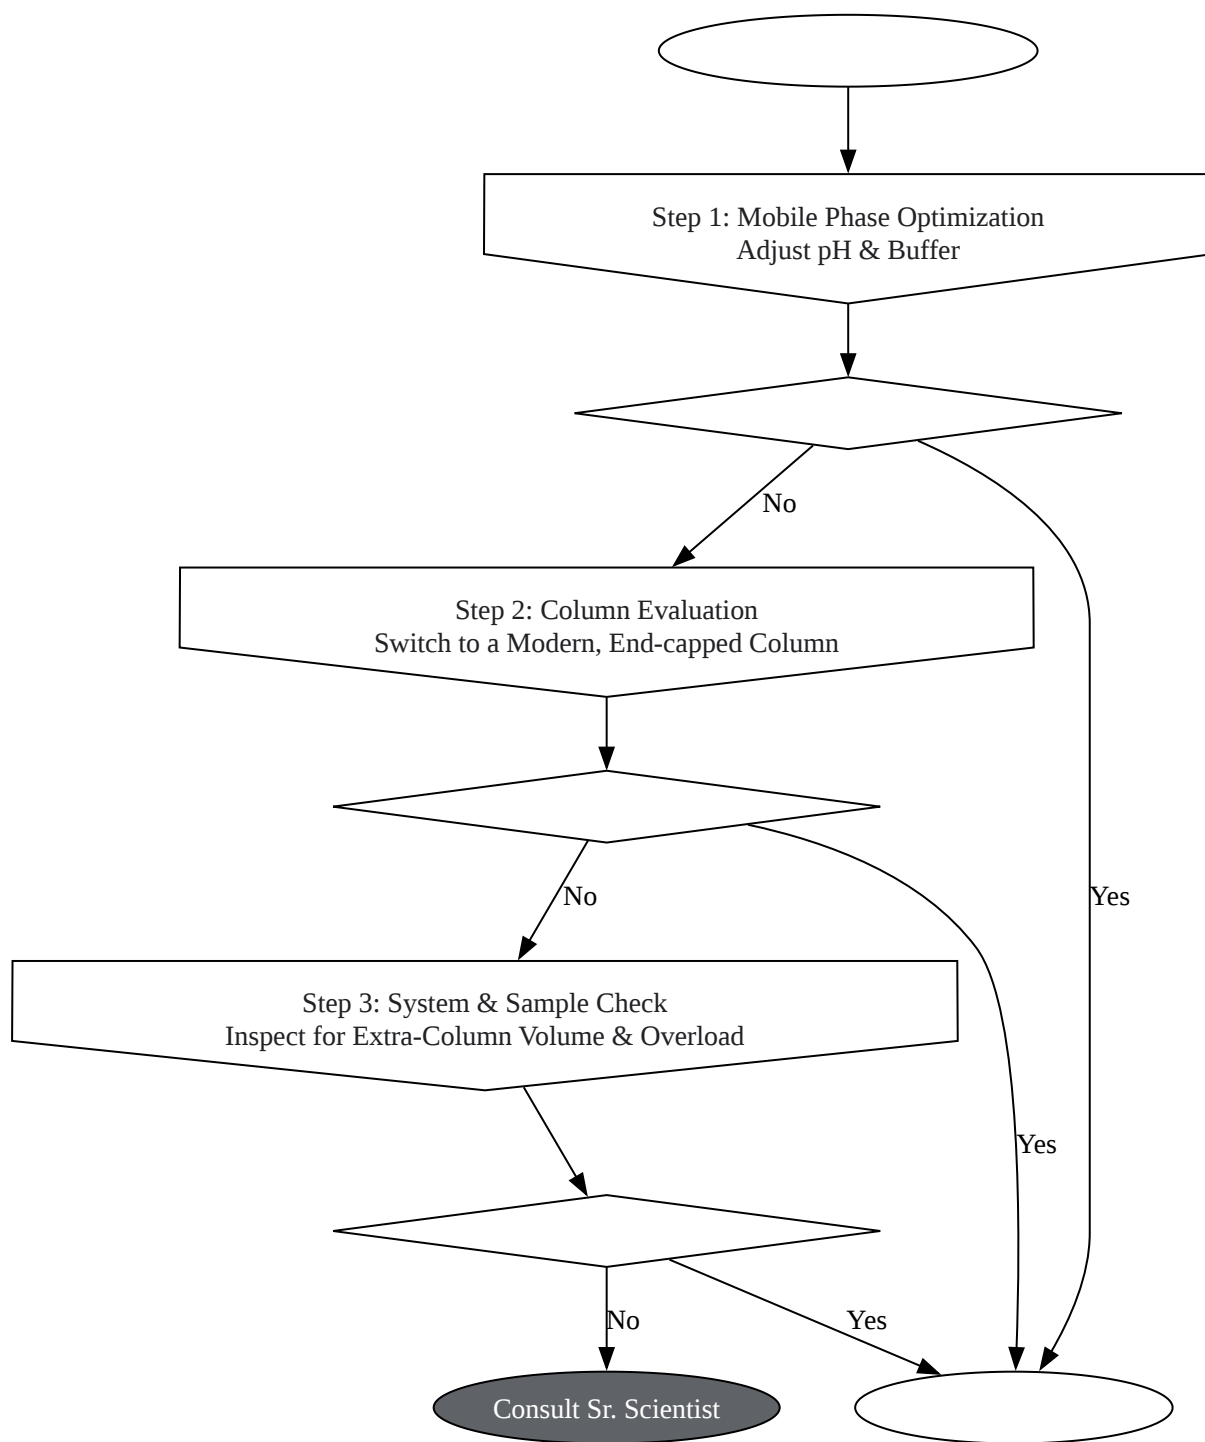 Step 1: Mobile Phase Optimization
Adjust pH & Buffer
No
Step 2: Column Evaluation
Switch to a Modern, End-capped Column
No
Yes
Step 3: System & Sample Check
Inspect for Extra-Column Volume & Overload
Yes
No
Yes
Consult Sr. Scientist